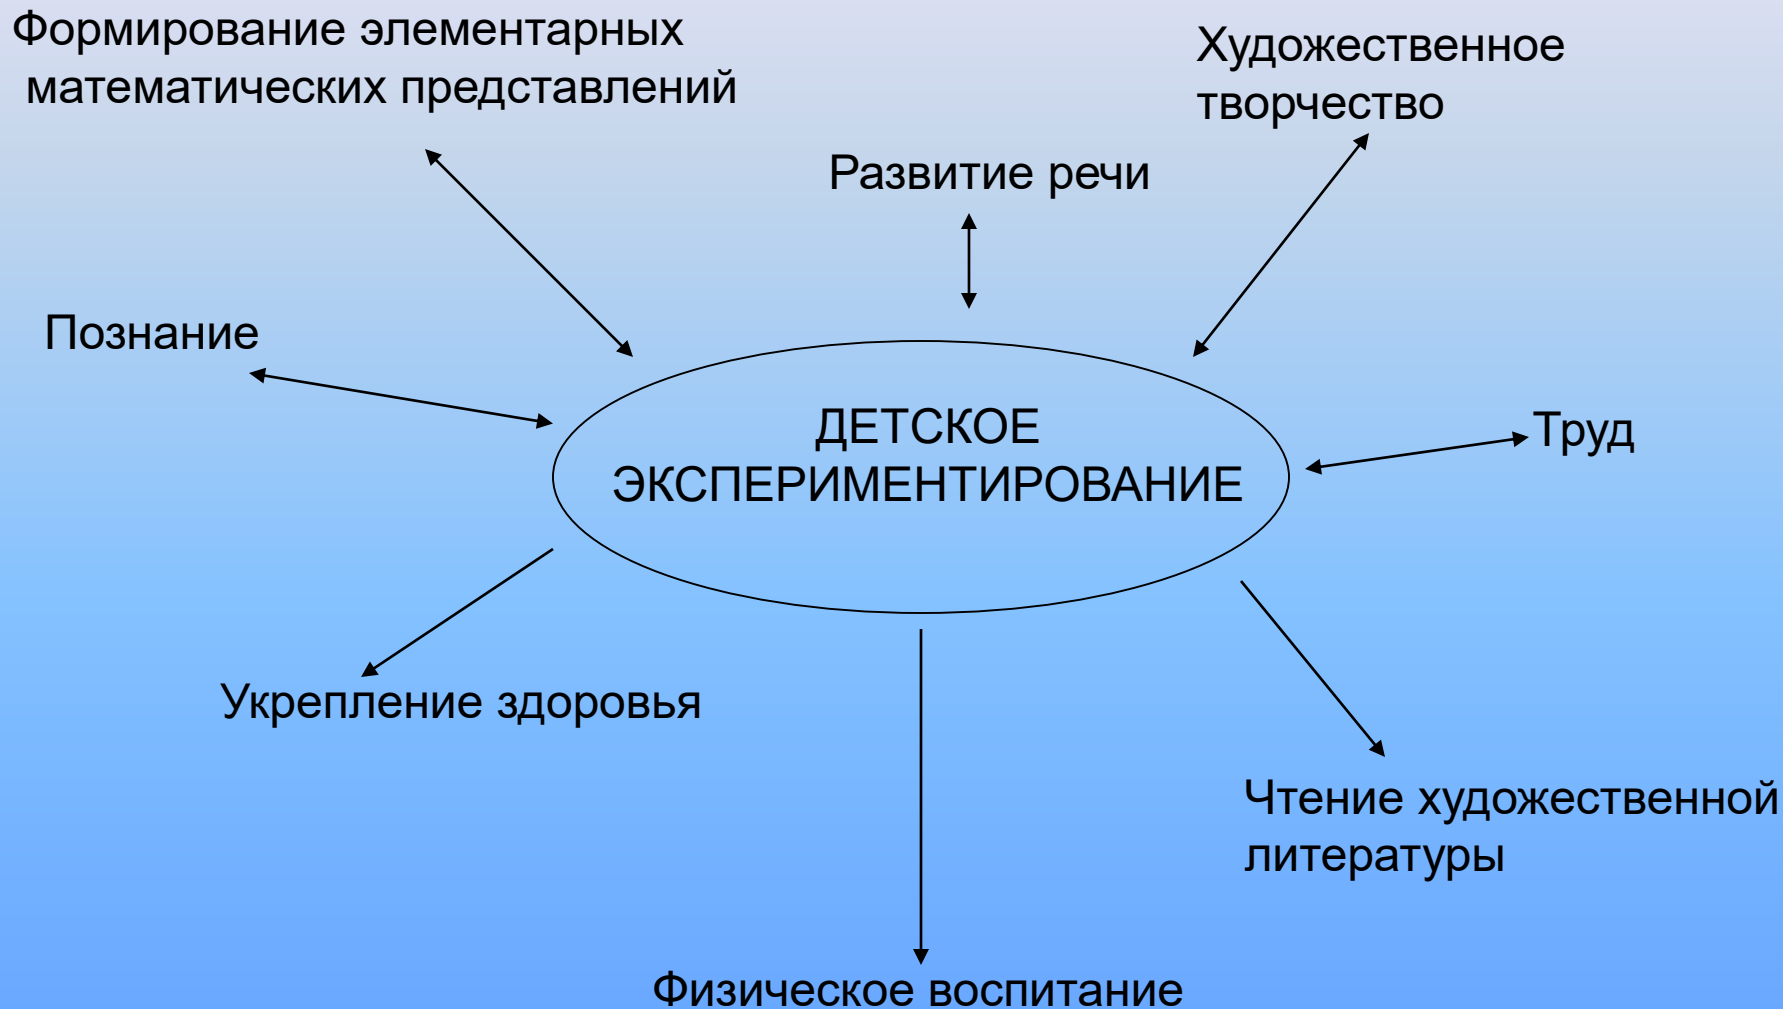 Формирование элементарных
математических представлений
Художественное
творчество
Развитие речи
Познание
ДЕТСКОЕ
ЭКСПЕРИМЕНТИРОВАНИЕ
Труд
Укрепление здоровья
Чтение художественной
литературы
Физическое воспитание